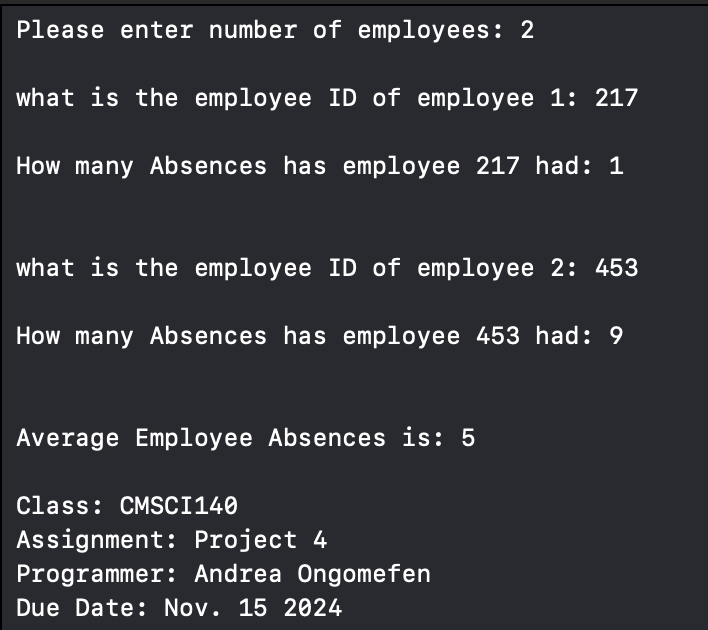 Please enter number of employees: 2
what is the employee ID of employee 1: 217
How many Absences has employee 217 had: 1
what is the employee ID of employee 2: 453
How many Absences has employee 453 had: 9
Average Employee Absences is: 5
Class: CMSCI140
Assignment: Project 4
Programmer: Andrea Ongomefen
Due Date: Nov. 15 2024